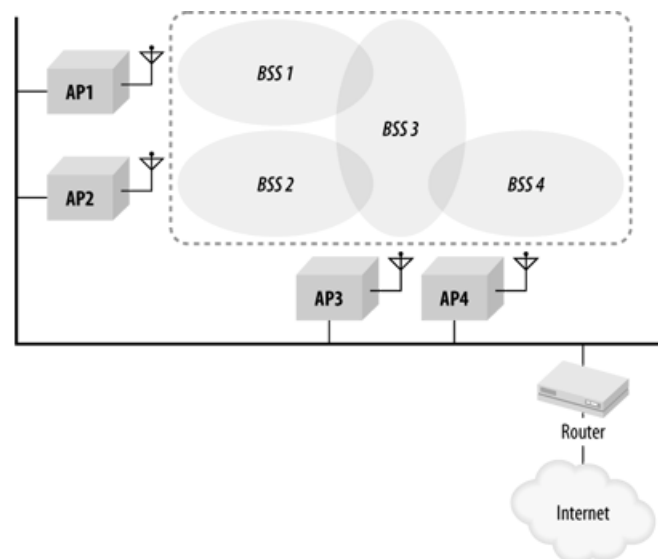 BSS 1
AP1
BSS 3
BSS 2
BSS 4
AP2
AP3
AP4
Router
Internet